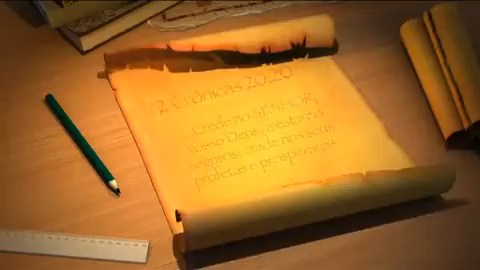 2 Crônicas 20:20
...Crede no SENHOR,
vosso Deus, e estareis
seguros; crede nos seus
profetas e prosperareis